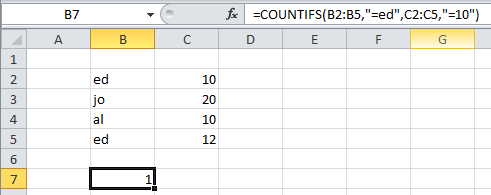 B7 fx =COUNTIFS(B2:B5,"=ed",C2:C5,"=10")
A B C D E F G
1
2 ed 10
3 jo 20
4 al 10
5 ed 12
6
7 1